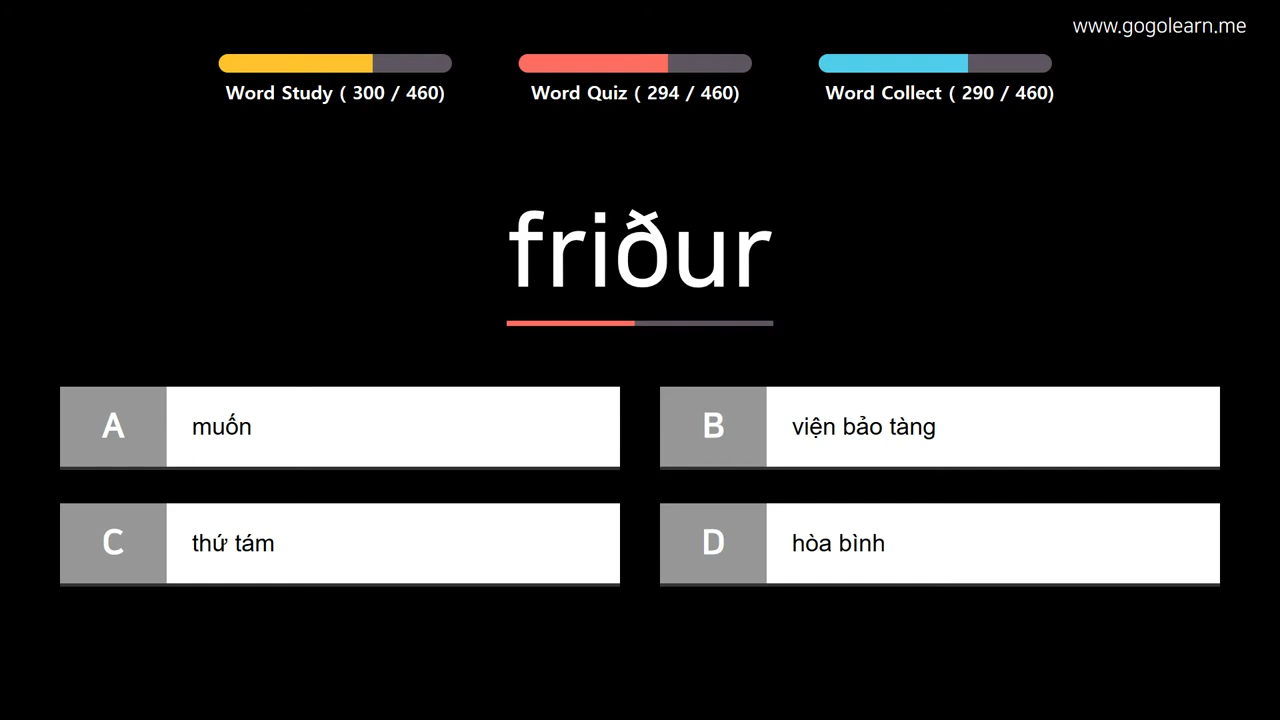 www.gogolearn.me
Word Study ( 300 / 460)
Word Quiz ( 294 / 460)
Word Collect ( 290 / 460)
friður
A
muốn
B
viện bảo tàng
C
thứ tám
D
hòa bình